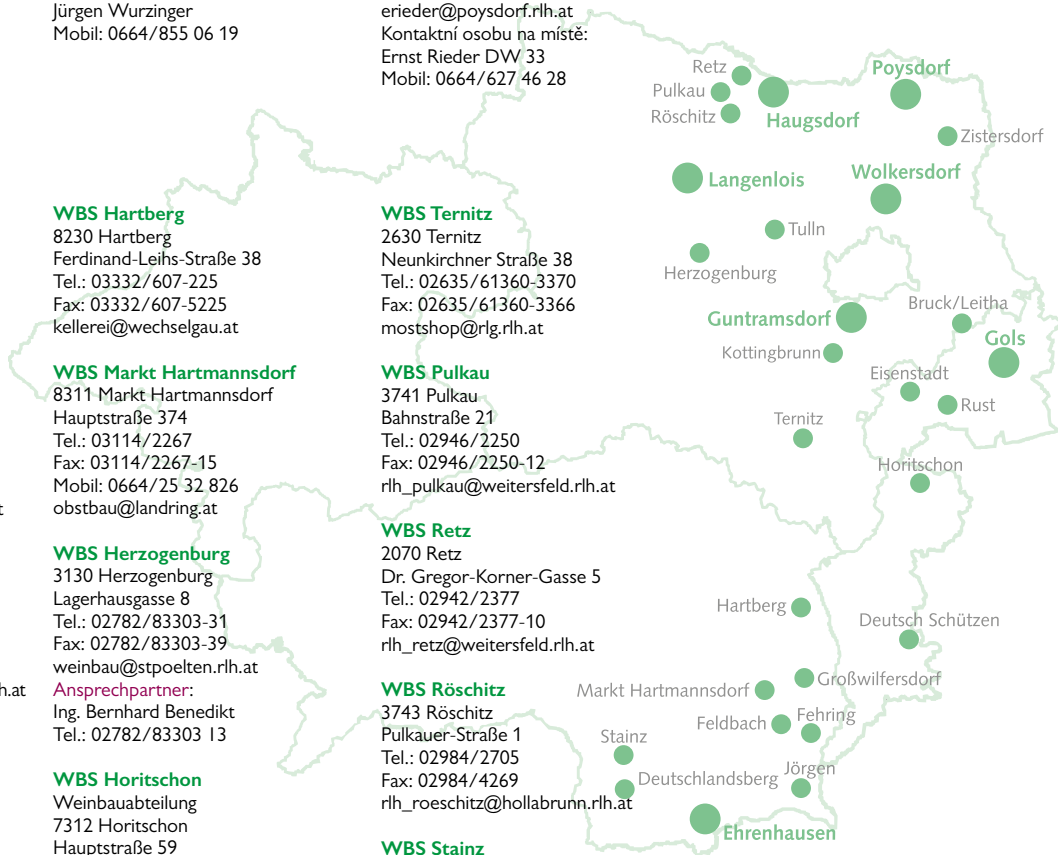 Jürgen Wurzinger
Mobil: 0664/855 06 19
WBS Hartberg
8230 Hartberg
Ferdinand-Leihs-Straße 38
Tel.: 03332/607-225
Fax: 03332/607-5225
kellerei@wechselgau.at
WBS Markt Hartmannsdorf
8311 Markt Hartmannsdorf
Hauptstraße 374
Tel.: 03114/2267
Fax: 03114/2267-15
Mobil: 0664/25 32 826
obstbau@landring.at
WBS Herzogenburg
3130 Herzogenburg
Lagerhausgasse 8
Tel.: 02782/83303-31
Fax: 02782/83303-39
weinbau@stpoelten.rlh.at
Ansprechpartner:
Ing. Bernhard Benedikt
Tel.: 02782/83303 13
WBS Horitschon
Weinbauabteilung
7312 Horitschon
Hauptstraße 59
erieder@poysdorf.rlh.at
Kontaktní osobu na místě:
Ernst Rieder DW 33
Mobil: 0664/627 46 28
WBS Ternitz
2630 Ternitz
Neunkirchner Straße 38
Tel.: 02635/61360-3370
Fax: 02635/61360-3366
mostshop@rlg.rlh.at
WBS Pulkau
3741 Pulkau
Bahnstraße 21
Tel.: 02946/2250
Fax: 02946/2250-12
rlh_pulkau@weitersfeld.rlh.at
WBS Retz
2070 Retz
Dr. Gregor-Korner-Gasse 5
Tel.: 02942/2377
Fax: 02942/2377-10
rlh_retz@weitersfeld.rlh.at
WBS Röschitz
3743 Röschitz
Pulkauer-Straße 1
Tel.: 02984/2705
Fax: 02984/4269
rlh_roeschitz@hollabrunn.rlh.at
WBS Stainz
Retz
Poysdorf
Pulkau
Röschitz
Haugsdorf
Zistersdorf
Langenlois
Wolkersdorf
Tulln
Herzogenburg
Bruck/Leitha
Guntramsdorf
Gols
Kottingbrunn
Eisenstadt
Rust
Ternitz
Horitschon
Hartberg
Deutsch Schützen
Großwilfersdorf
Markt Hartmannsdorf
Fehring
Feldbach
Stainz
Jörgen
Deutschlandsberg
Ehrenhausen
h.at